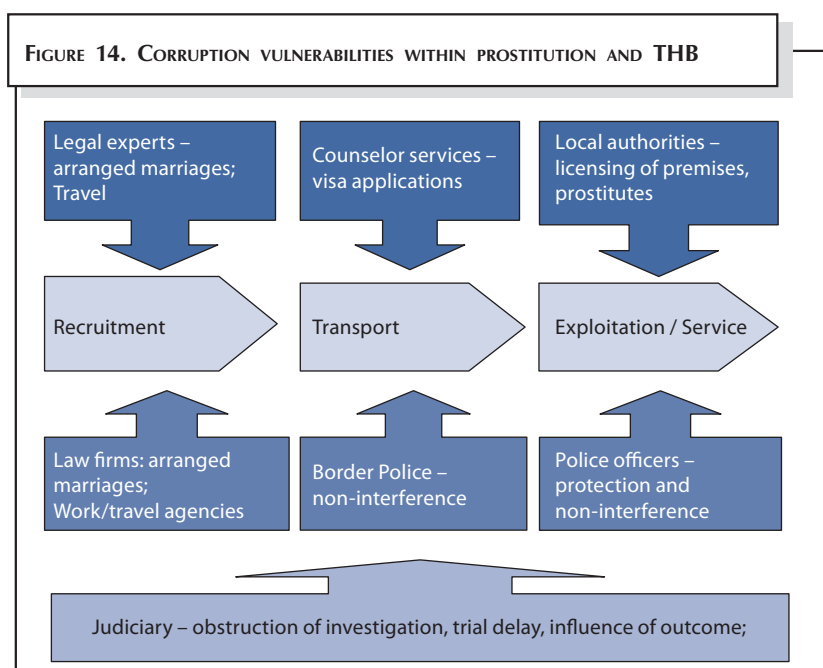 FIGURE 14. CORRUPTION VULNERABILITIES WITHIN PROSTITUTION AND THB
Legal experts –
arranged marriages;
Travel
Counselor services –
visa applications
Local authorities –
licensing of premises,
prostitutes
Recruitment
Transport
Exploitation / Service
Law firms: arranged
marriages;
Work/travel agencies
Border Police –
non-interference
Police officers –
protection and
non-interference
Judiciary – obstruction of investigation, trial delay, influence of outcome;